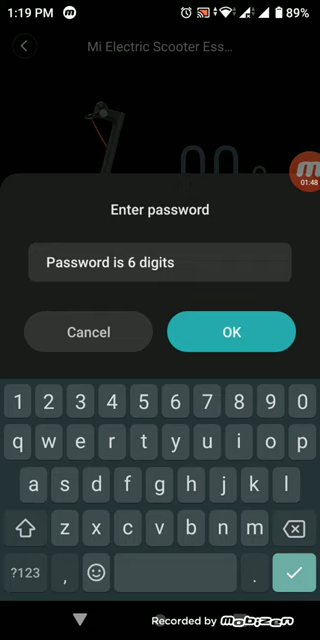 1:19 PM
89%
Mi Electric Scooter Ess...
01:48
Enter password
Password is 6 digits
Cancel
OK
1 2 3 4 5 6 7 8 9 0
q w e r t y u i o p
a s d f g h j k l
z x c v b n m
?123 , .
Recorded by mobizen